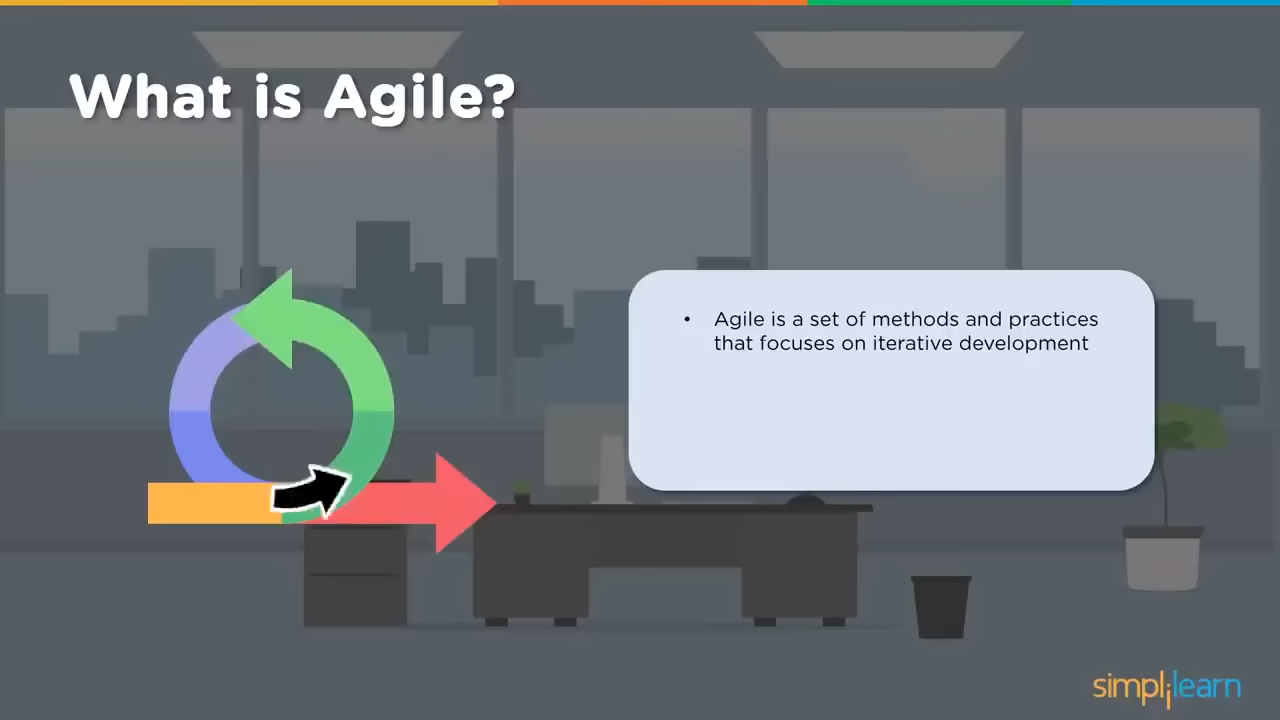 What is Agile?
• Agile is a set of methods and practices
that focuses on iterative development
simplilearn